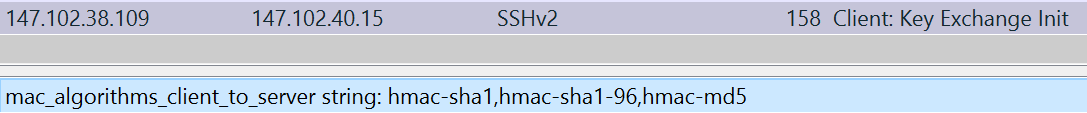 147.102.38.109 147.102.40.15 SSHv2 158 Client: Key Exchange Init
mac_algorithms_client_to_server string: hmac-sha1,hmac-sha1-96,hmac-md5